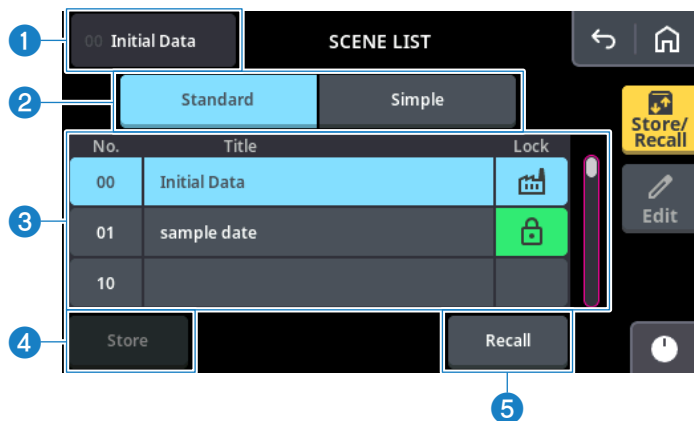 1
00 Initial Data
SCENE LIST
2
Standard
Simple
Store/
Recall
No.
Title
Lock
3
00
Initial Data
Edit
01
sample date
10
4
Store
Recall
5